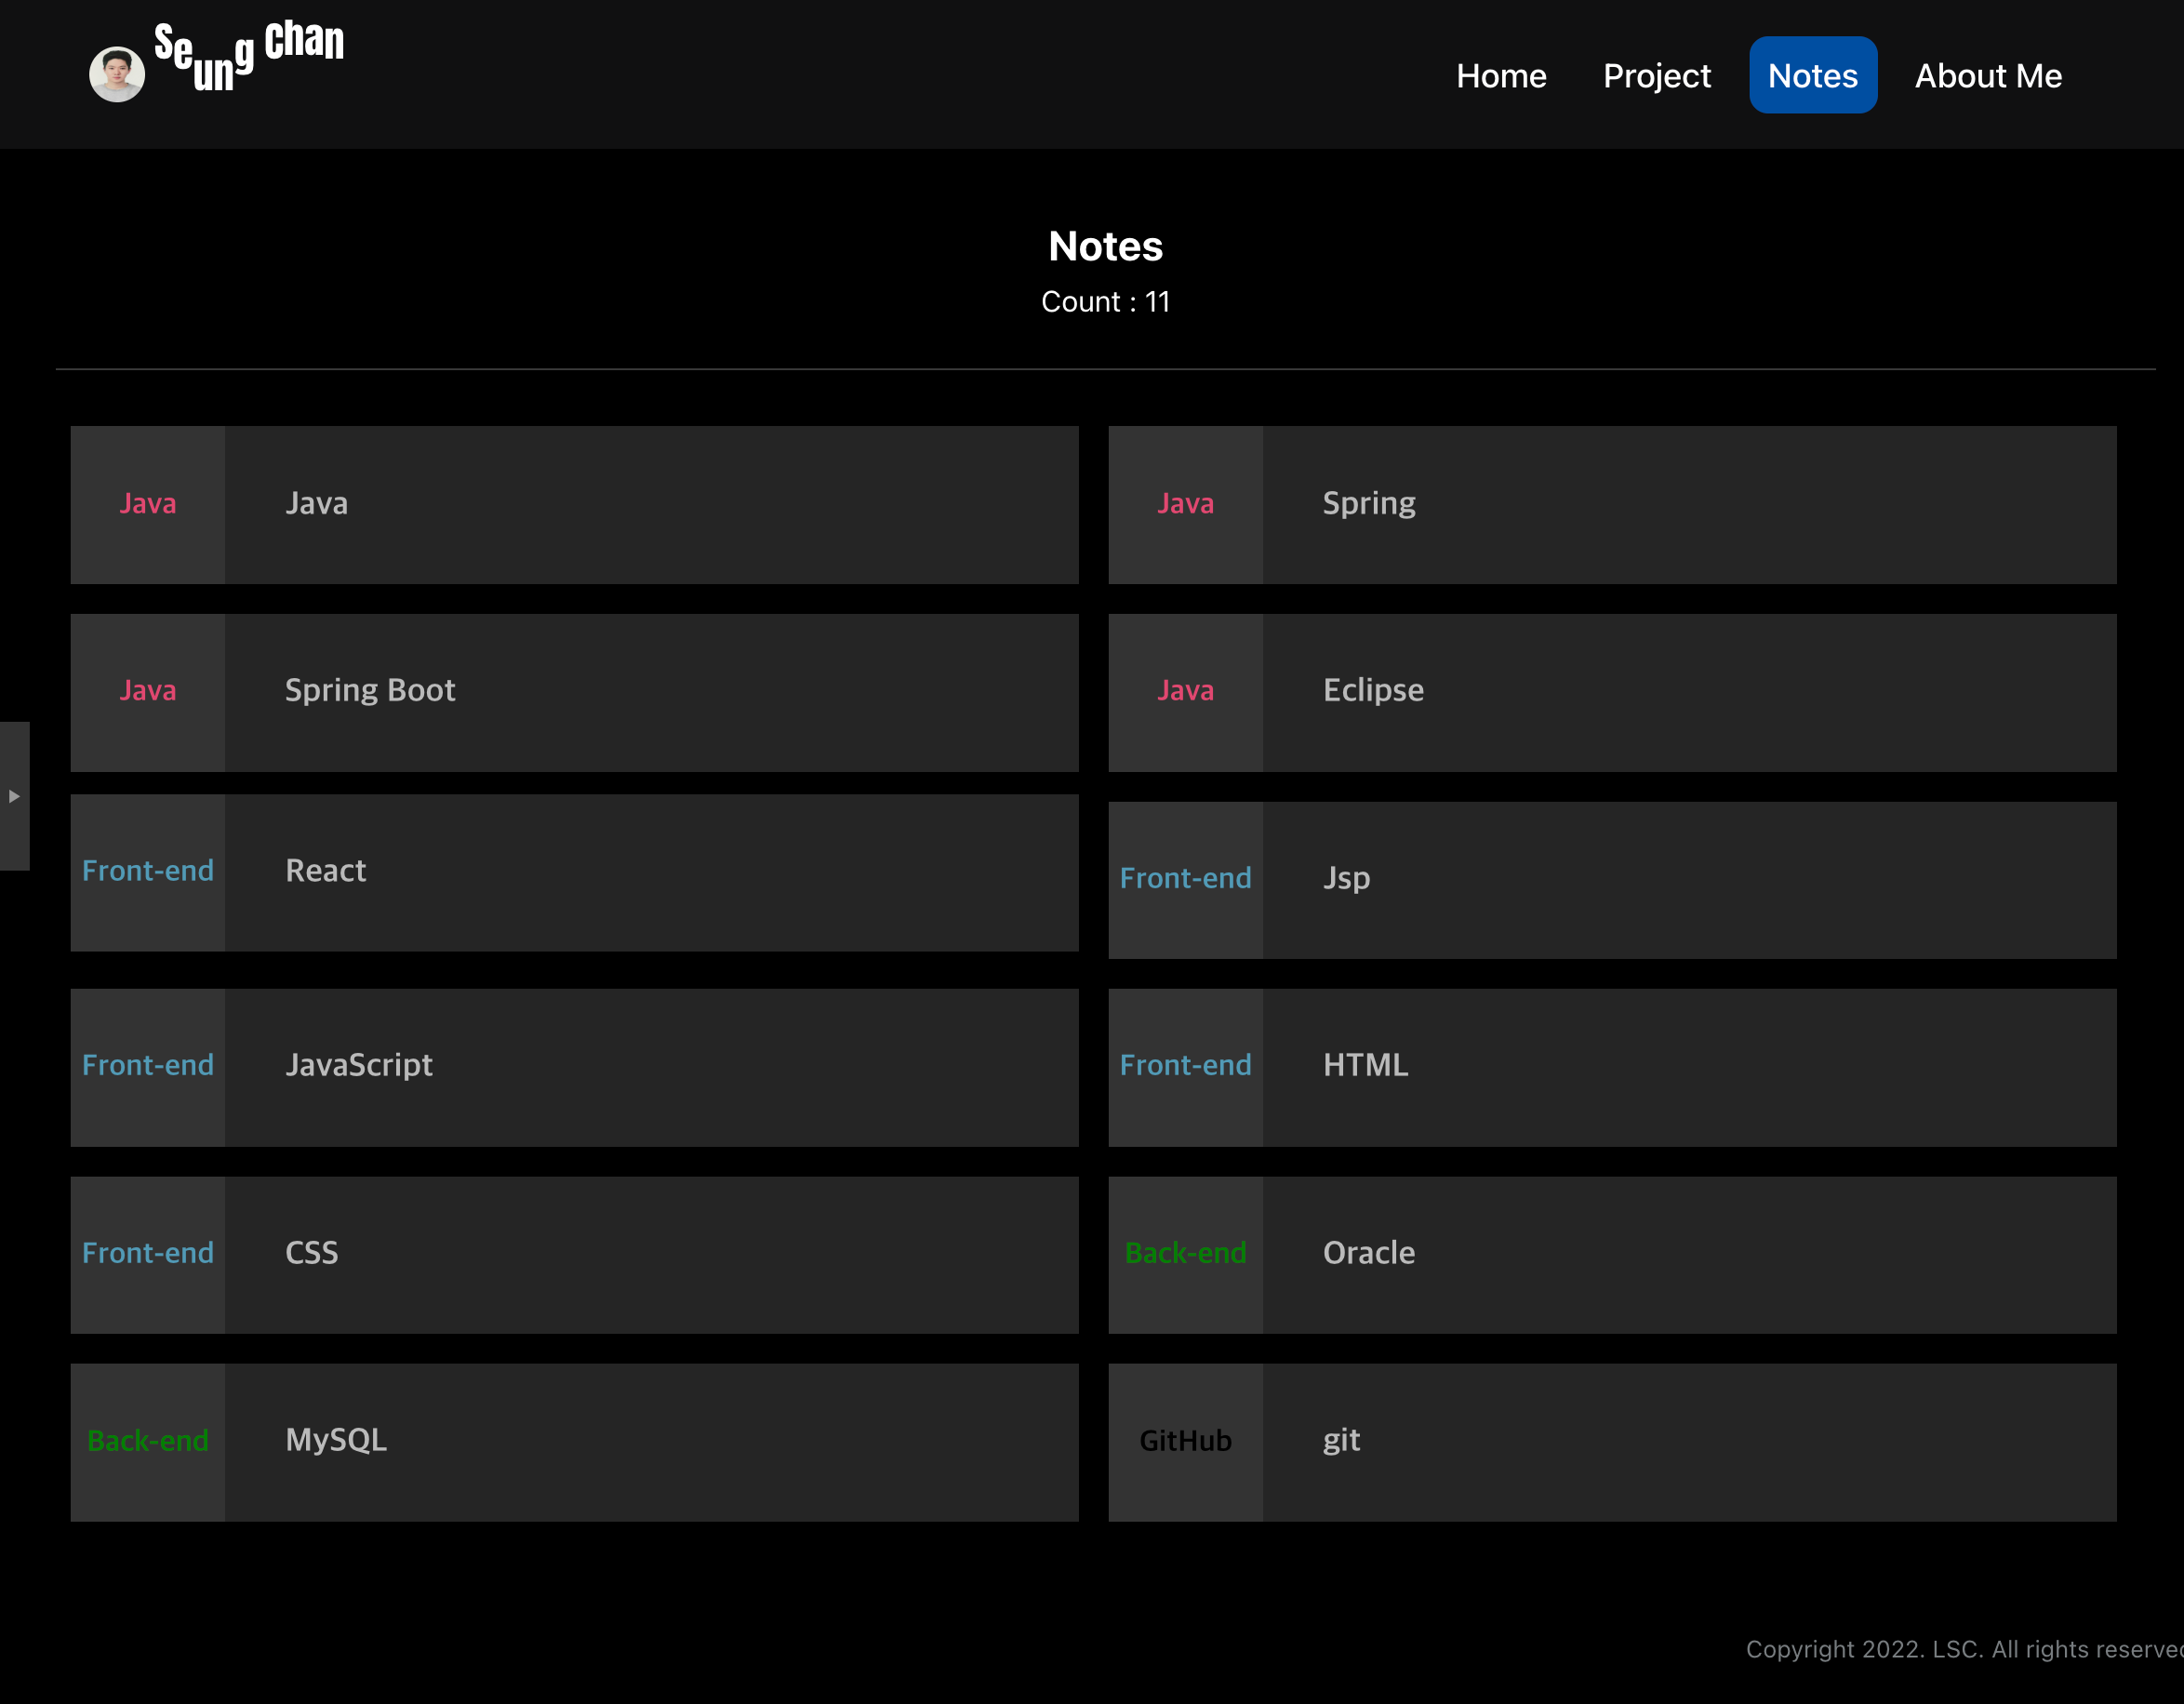 Seung Chan
Home Project Notes About Me
Notes
Count : 11
Java Java
Java Spring
Java Spring Boot
Java Eclipse
Front-end React
Front-end Jsp
Front-end JavaScript
Front-end HTML
Front-end CSS
Back-end Oracle
Back-end MySQL
GitHub git
Copyright 2022. LSC. All rights reserved